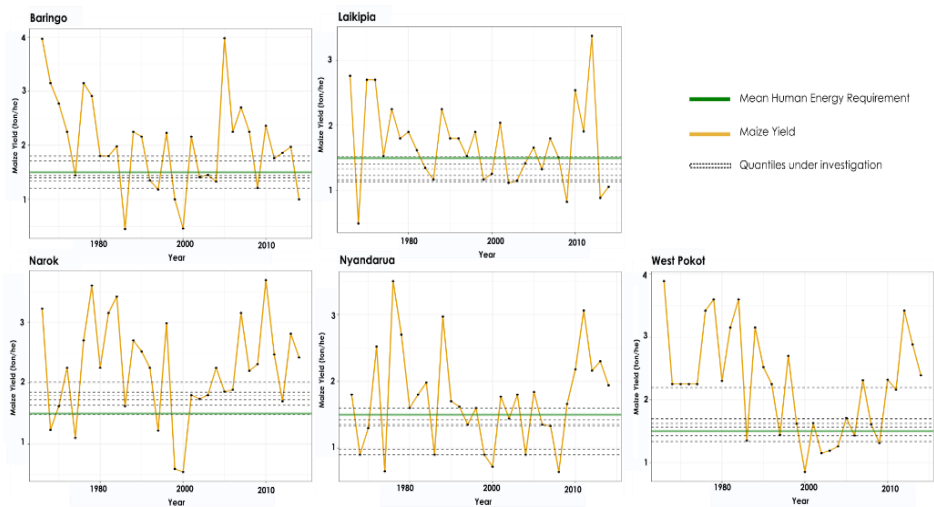 Baringo
Maize Yield (ton/ha)
4
3
2
1
1980
2000
2010
Year
Laikipia
Maize Yield (ton/ha)
3
2
1
1980
2000
2010
Year
Mean Human Energy Requirement
Maize Yield
Quantiles under investigation
Narok
Maize Yield (ton/ha)
3
2
1
1980
2000
2010
Year
Nyandarua
Maize Yield (ton/ha)
3
2
1
1980
2000
2010
Year
West Pokot
Maize Yield (ton/ha)
4
3
2
1
1980
2000
2010
Year